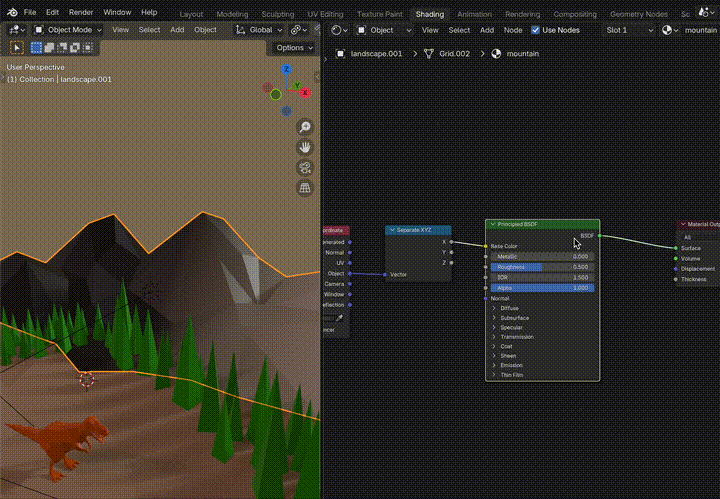 File Edit Render Window Help Layout Modeling Sculpting UV Editing Texture Paint Shading Animation Rendering Compositing Geometry Nodes Sc
Object Mode View Select Add Object Global
Object View Select Add Node Use Nodes Slot 1 mountain
Options
landscape.001 > Grid.002 > mountain
User Perspective
(1) Collection | landscape.001
Z
Y
X
ordinate
enerated
Normal
UV
Object
Camera
Window
eflection
ncer
Separate XYZ
X
Y
Z
Vector
Principled BSDF
BSDF
Base Color
Metallic 0.000
Roughness 0.500
IOR 1.500
Alpha 1.000
Normal
Diffuse
Subsurface
Specular
Transmission
Coat
Sheen
Emission
Thin Film
Material Outp
All
Surface
Volume
Displacement
Thickness